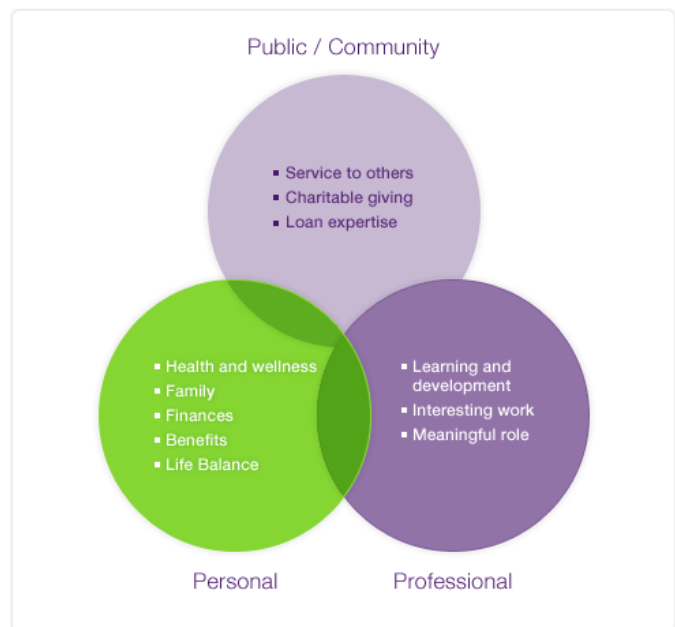 Public / Community
▪ Service to others
▪ Charitable giving
▪ Loan expertise
▪ Health and wellness
▪ Family
▪ Finances
▪ Benefits
▪ Life Balance
▪ Learning and
development
▪ Interesting work
▪ Meaningful role
Personal
Professional